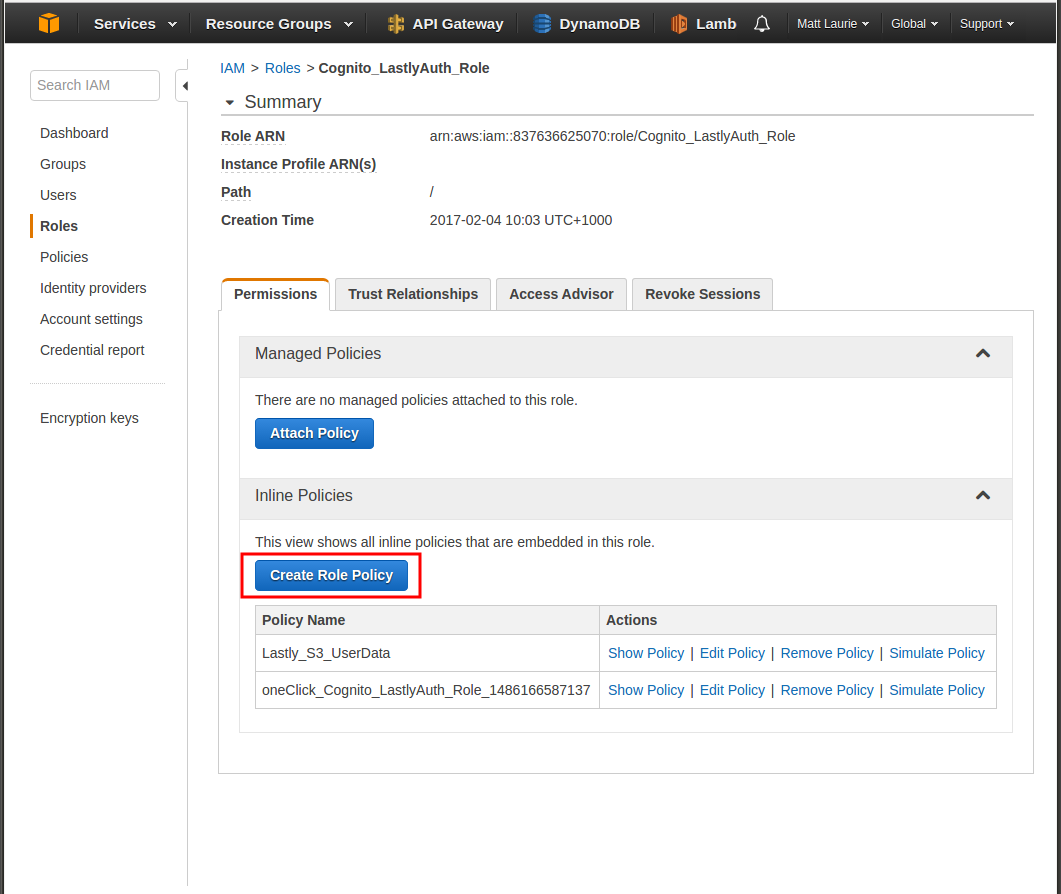 Services Resource Groups API Gateway DynamoDB Lamb Matt Laurie Global Support
Search IAM
Dashboard
Groups
Users
Roles
Policies
Identity providers
Account settings
Credential report
Encryption keys
IAM > Roles > Cognito_LastlyAuth_Role
Summary
Role ARN arn:aws:iam::837636625070:role/Cognito_LastlyAuth_Role
Instance Profile ARN(s)
Path /
Creation Time 2017-02-04 10:03 UTC+1000
Permissions Trust Relationships Access Advisor Revoke Sessions
Managed Policies
There are no managed policies attached to this role.
Attach Policy
Inline Policies
This view shows all inline policies that are embedded in this role.
Create Role Policy
Policy Name Actions
Lastly_S3_UserData Show Policy | Edit Policy | Remove Policy | Simulate Policy
oneClick_Cognito_LastlyAuth_Role_1486166587137 Show Policy | Edit Policy | Remove Policy | Simulate Policy